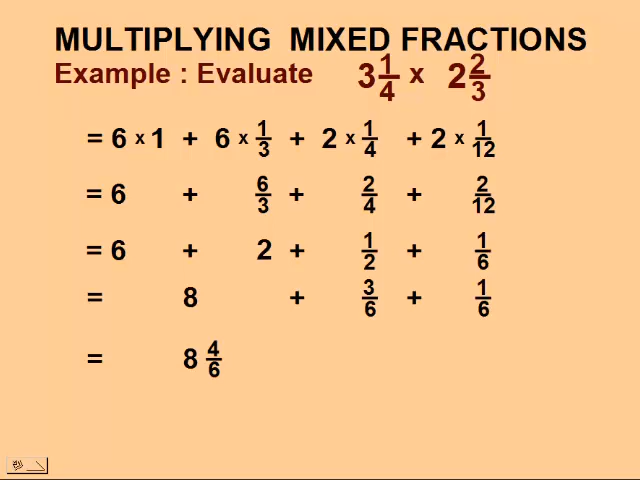 MULTIPLYING MIXED FRACTIONS
Example : Evaluate 3 1/4 x 2 2/3
= 6 x 1 + 6 x 1/3 + 2 x 1/4 + 2 x 1/12
= 6 + 6/3 + 2/4 + 2/12
= 6 + 2 + 1/2 + 1/6
= 8 + 3/6 + 1/6
= 8 4/6